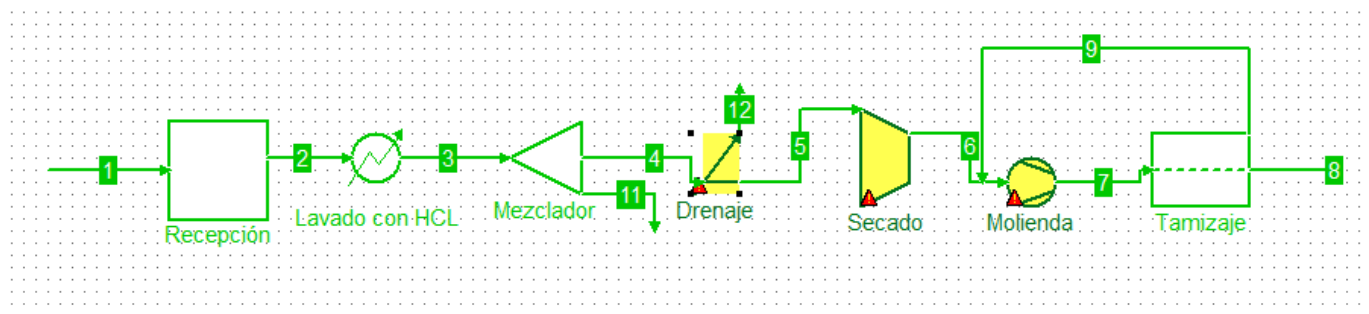 9
12
1
2
3
4
5
6
7
8
11
Lavado con HCL
Mezclador
Drenaje
Recepción
Secado
Molienda
Tamizaje